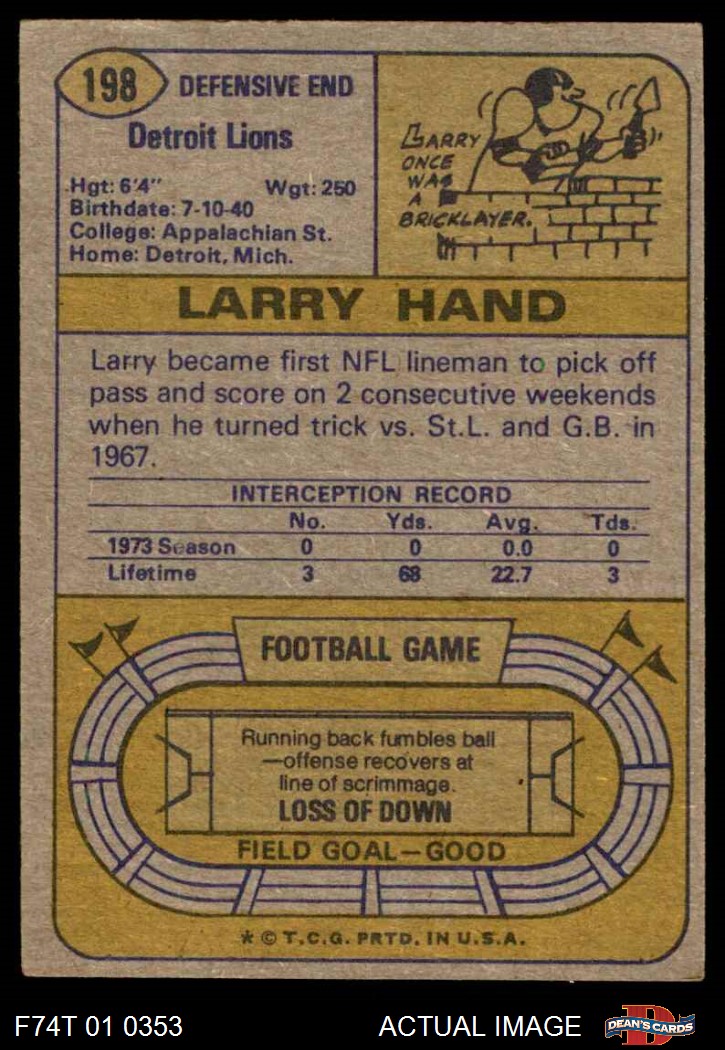 198
DEFENSIVE END
Detroit Lions
Hgt: 6'4" Wgt: 250
Birthdate: 7-10-40
College: Appalachian St.
Home: Detroit, Mich.
LARRY
ONCE
WAS
A
BRICKLAYER.
LARRY HAND
Larry became first NFL lineman to pick off
pass and score on 2 consecutive weekends
when he turned trick vs. St.L. and G.B. in
1967.
INTERCEPTION RECORD
No. Yds. Avg. Tds.
1973 Season 0 0 0.0 0
Lifetime 3 68 22.7 3
FOOTBALL GAME
Running back fumbles ball
—offense recovers at
line of scrimmage.
LOSS OF DOWN
FIELD GOAL—GOOD
* © T.C.G. PRTD. IN U.S.A.
F74T 01 0353 ACTUAL IMAGE
D
DEAN'S CARDS